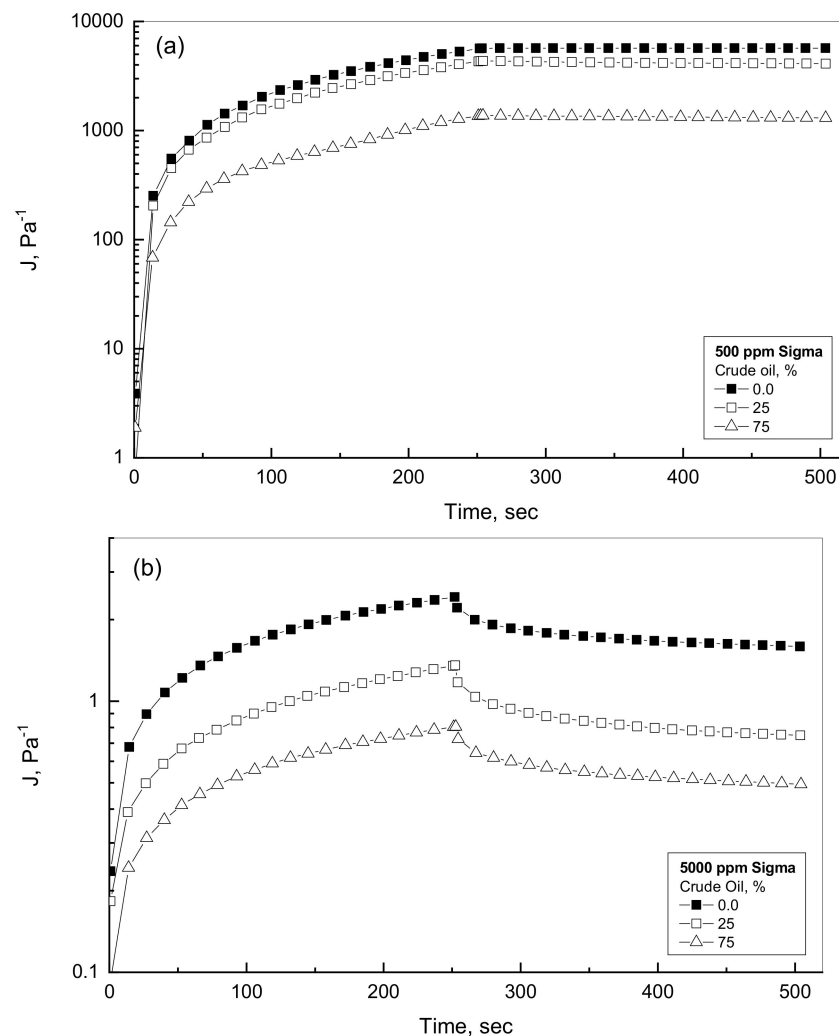 (a)
10000
1000
100
10
1
J, Pa-1
0
100
200
300
400
500
Time, sec
500 ppm Sigma
Crude oil, %
0.0
25
75
(b)
1
0.1
J, Pa-1
0
100
200
300
400
500
Time, sec
5000 ppm Sigma
Crude Oil, %
0.0
25
75